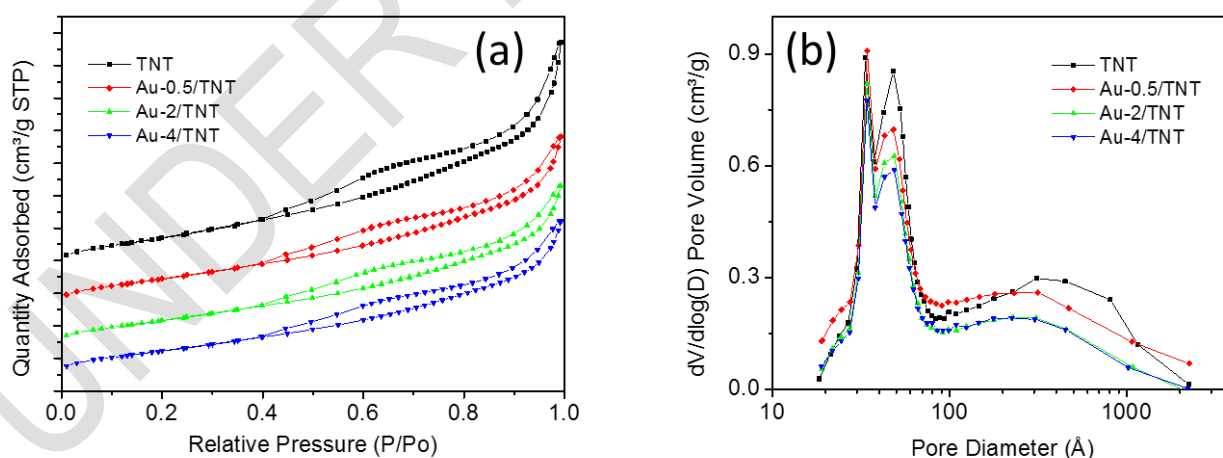 (a)
TNT
Au-0.5/TNT
Au-2/TNT
Au-4/TNT
Quantity Adsorbed (cm³/g STP)
0.0 0.2 0.4 0.6 0.8 1.0
Relative Pressure (P/Po)
(b)
TNT
Au-0.5/TNT
Au-2/TNT
Au-4/TNT
dV/dlog(D) Pore Volume (cm³/g)
0.9
0.6
0.3
0.0
10 100 1000
Pore Diameter (Å)
UNDER